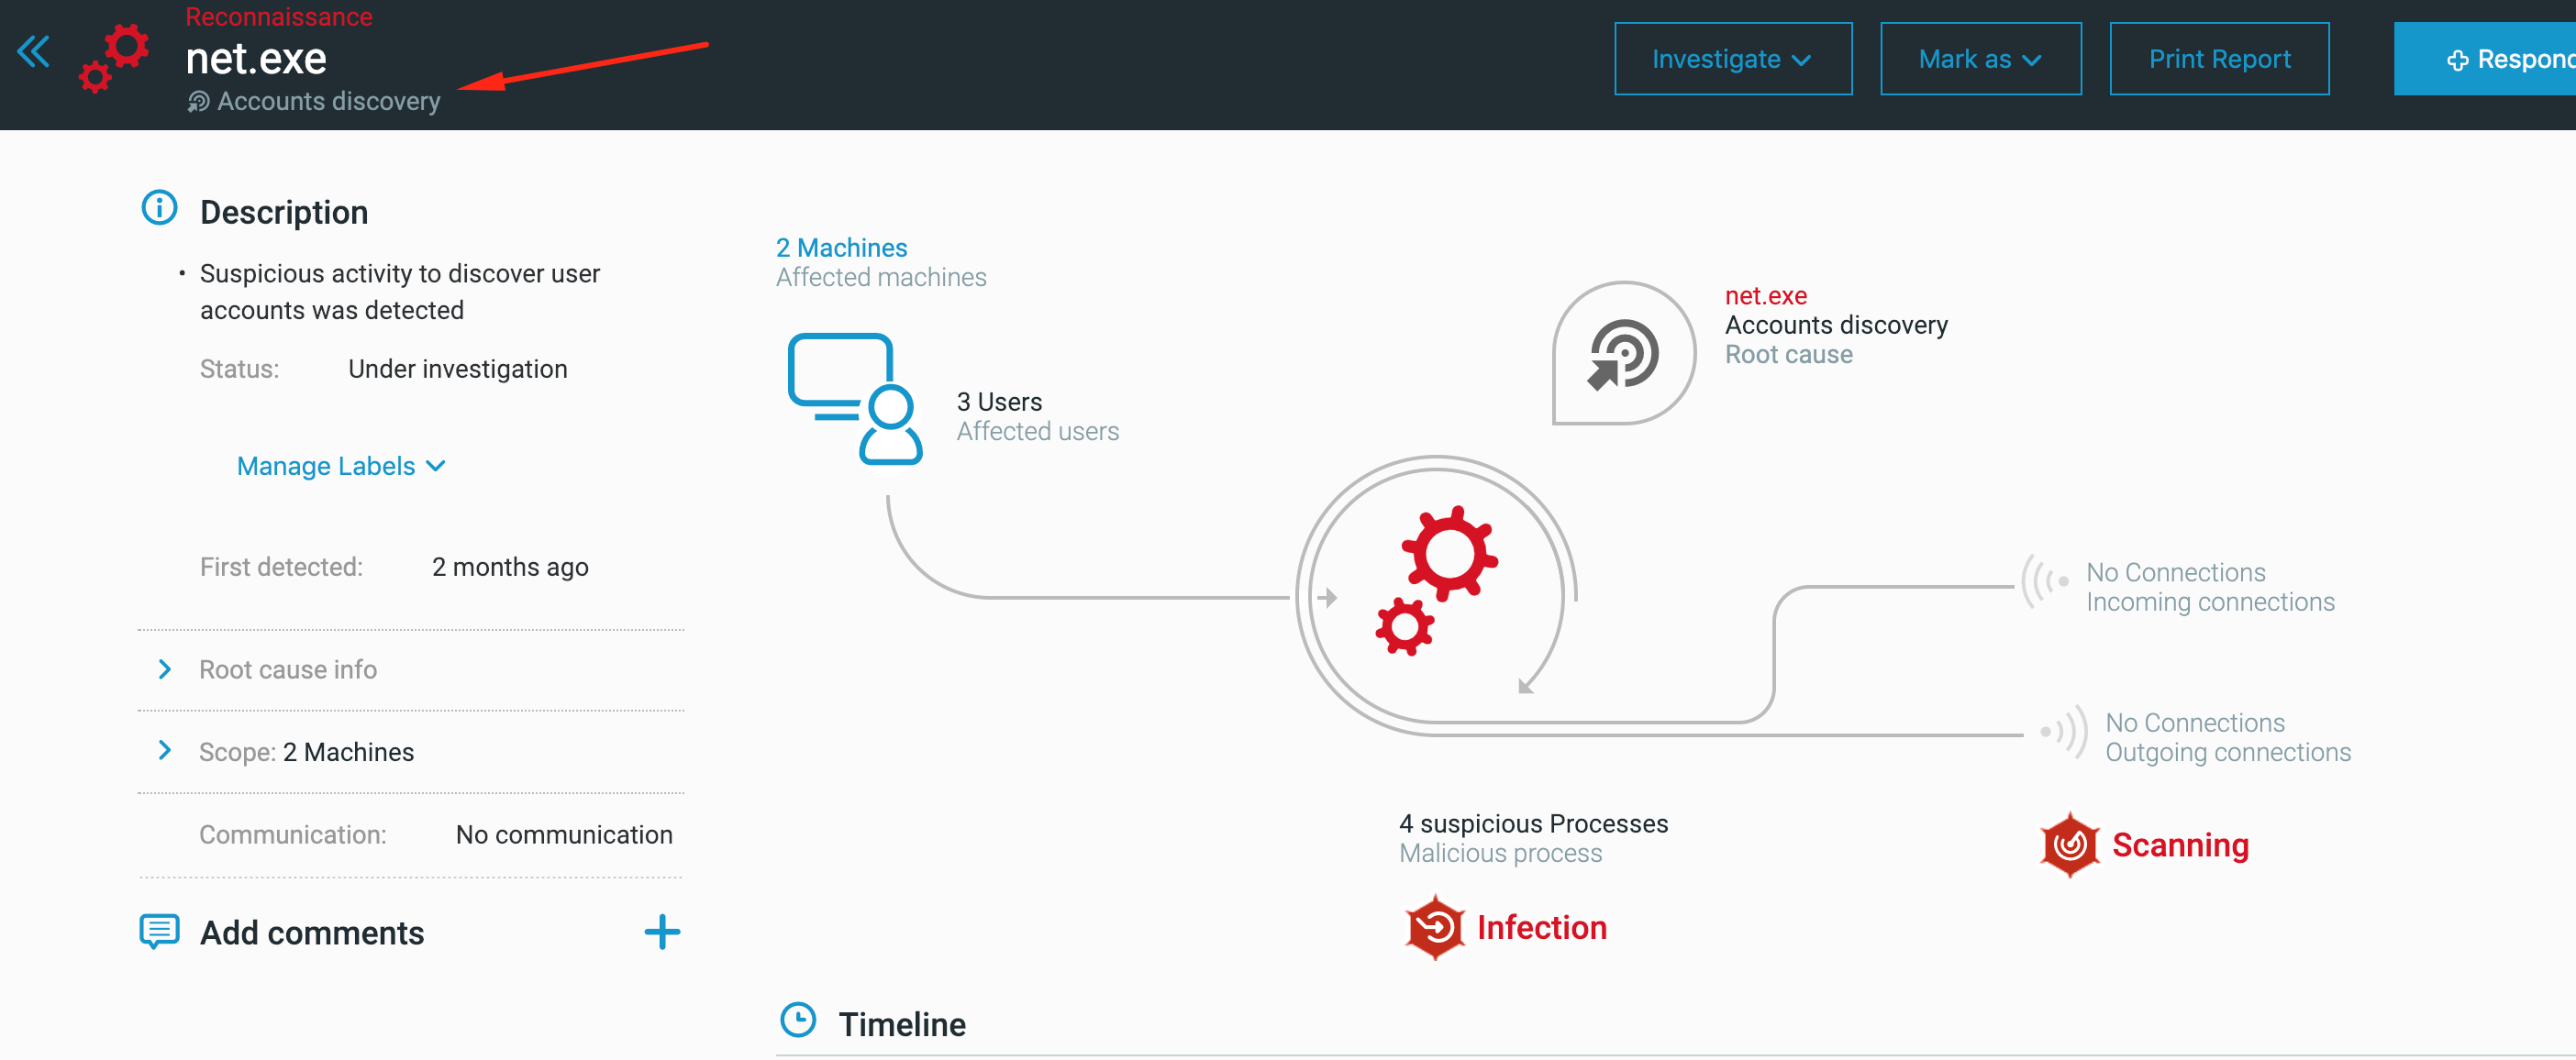 Reconnaissance
net.exe
Accounts discovery
Investigate
Mark as
Print Report
Respond
Description
• Suspicious activity to discover user
accounts was detected
Status: Under investigation
Manage Labels
First detected: 2 months ago
Root cause info
Scope: 2 Machines
Communication: No communication
Add comments
2 Machines
Affected machines
3 Users
Affected users
net.exe
Accounts discovery
Root cause
No Connections
Incoming connections
No Connections
Outgoing connections
4 suspicious Processes
Malicious process
Infection
Scanning
Timeline